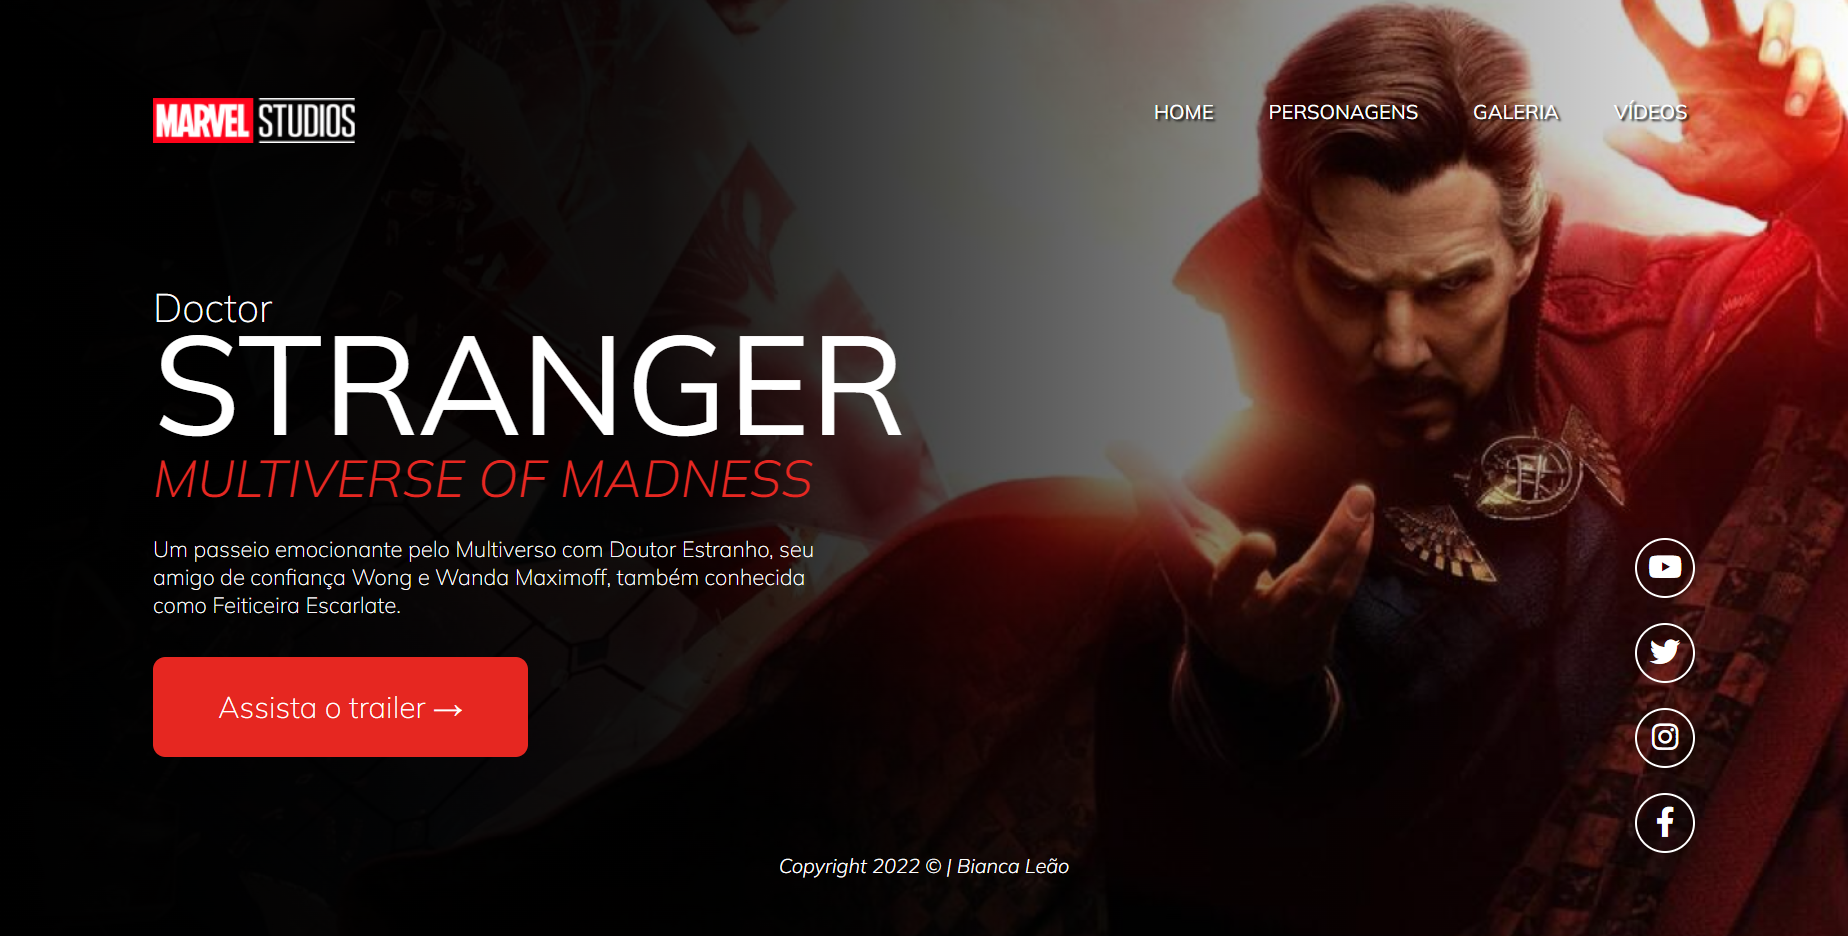 MARVEL STUDIOS
HOME PERSONAGENS GALERIA VÍDEOS
Doctor
STRANGER
MULTIVERSE OF MADNESS
Um passeio emocionante pelo Multiverso com Doutor Estranho, seu
amigo de confiança Wong e Wanda Maximoff, também conhecida
como Feiticeira Escarlate.
Assista o trailer →
Copyright 2022 © | Bianca Leão